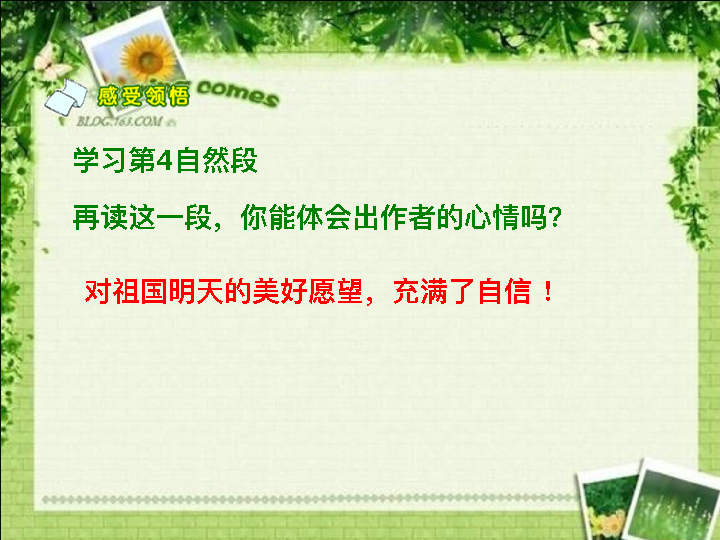 comes
感受领悟
BLOG.163.COM
学习第4自然段
再读这一段，你能体会出作者的心情吗？
对祖国明天的美好愿望，充满了自信！